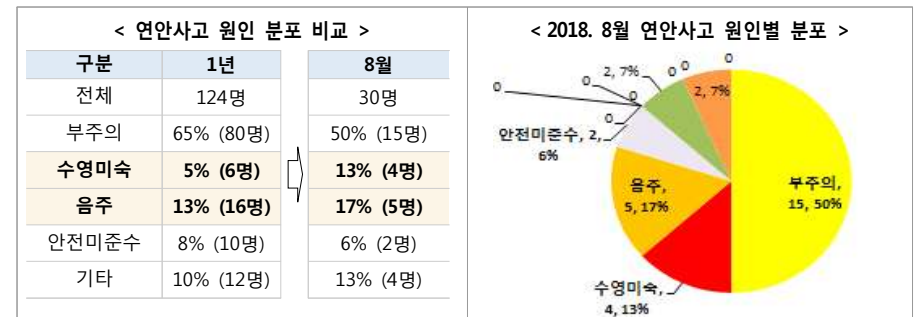 < 연안사고 원인 분포 비교 >
구분 1년 8월
전체 124명 30명
부주의 65% (80명) 50% (15명)
수영미숙 5% (6명) 13% (4명)
음주 13% (16명) 17% (5명)
안전미준수 8% (10명) 6% (2명)
기타 10% (12명) 13% (4명)
< 2018. 8월 연안사고 원인별 분포 >
0
0
2, 7%
0
0
0
0
0
2, 7%
안전미준수, 2,
6%
음주,
5, 17%
부주의,
15, 50%
수영미숙,
4, 13%